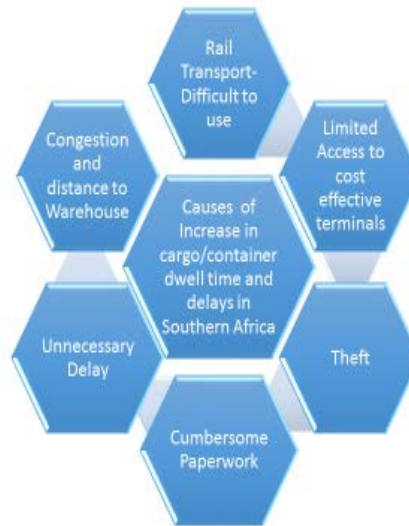 Rail
Transport-
Difficult to
use
Limited
Access to
cost
effective
terminals
Theft
Cumbersome
Paperwork
Unnecessary
Delay
Congestion
and
distance to
Warehouse
Causes of
Increase in
cargo/container
dwell time and
delays in
Southern Africa